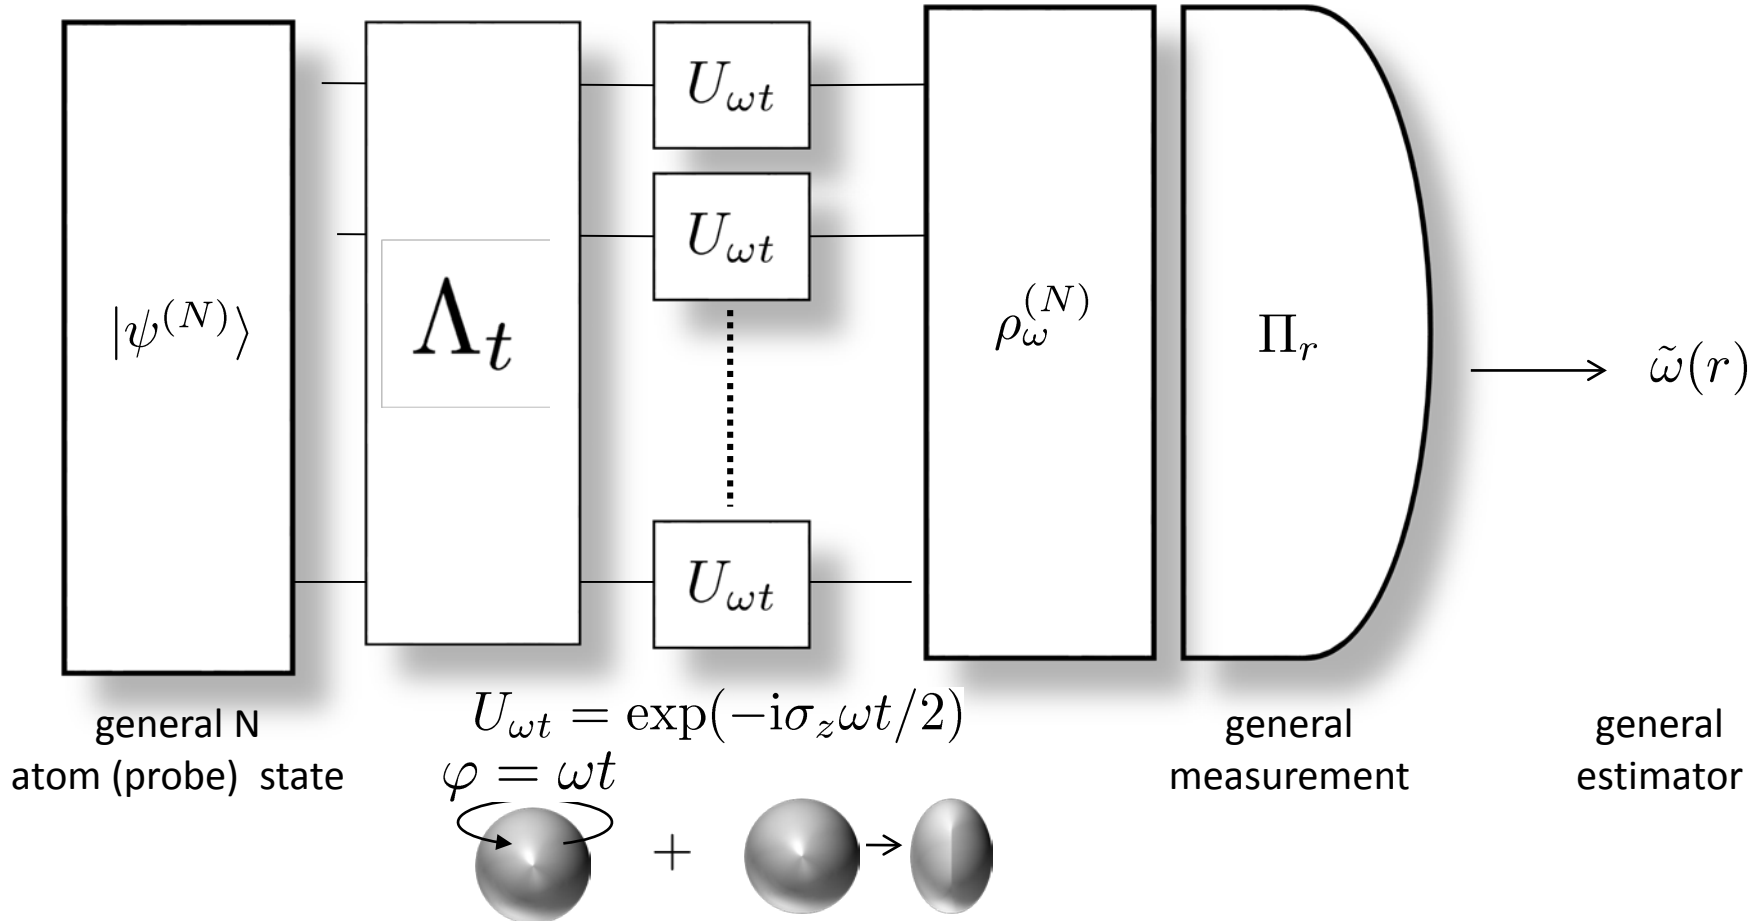 |ψ^(N)⟩
Λ_t
U_ωt
U_ωt
U_ωt
ρ_ω^(N)
Π_r
ω̃(r)
general N
atom (probe) state
U_ωt = exp(−iσ_z ωt/2)
φ = ωt
+
general
measurement
general
estimator